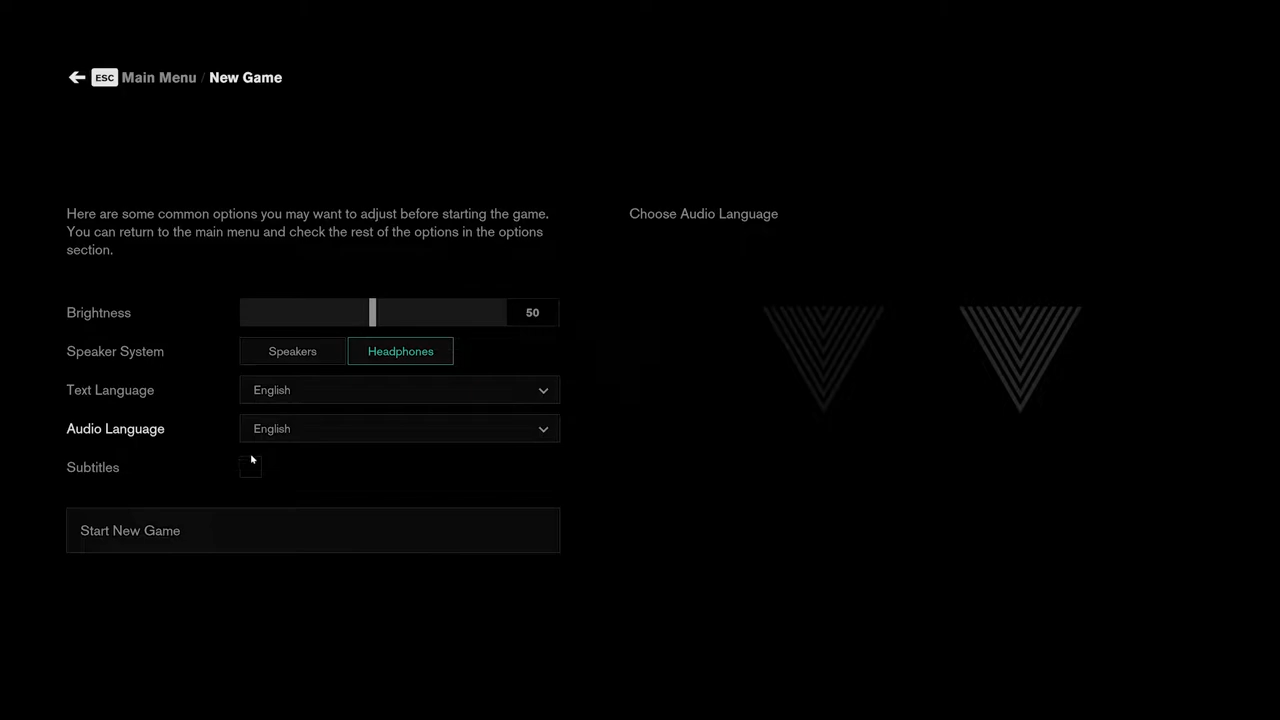 ESC Main Menu / New Game
Here are some common options you may want to adjust before starting the game.
You can return to the main menu and check the rest of the options in the options
section.
Choose Audio Language
Brightness 50
Speaker System Speakers Headphones
Text Language English
Audio Language English
Subtitles
Start New Game